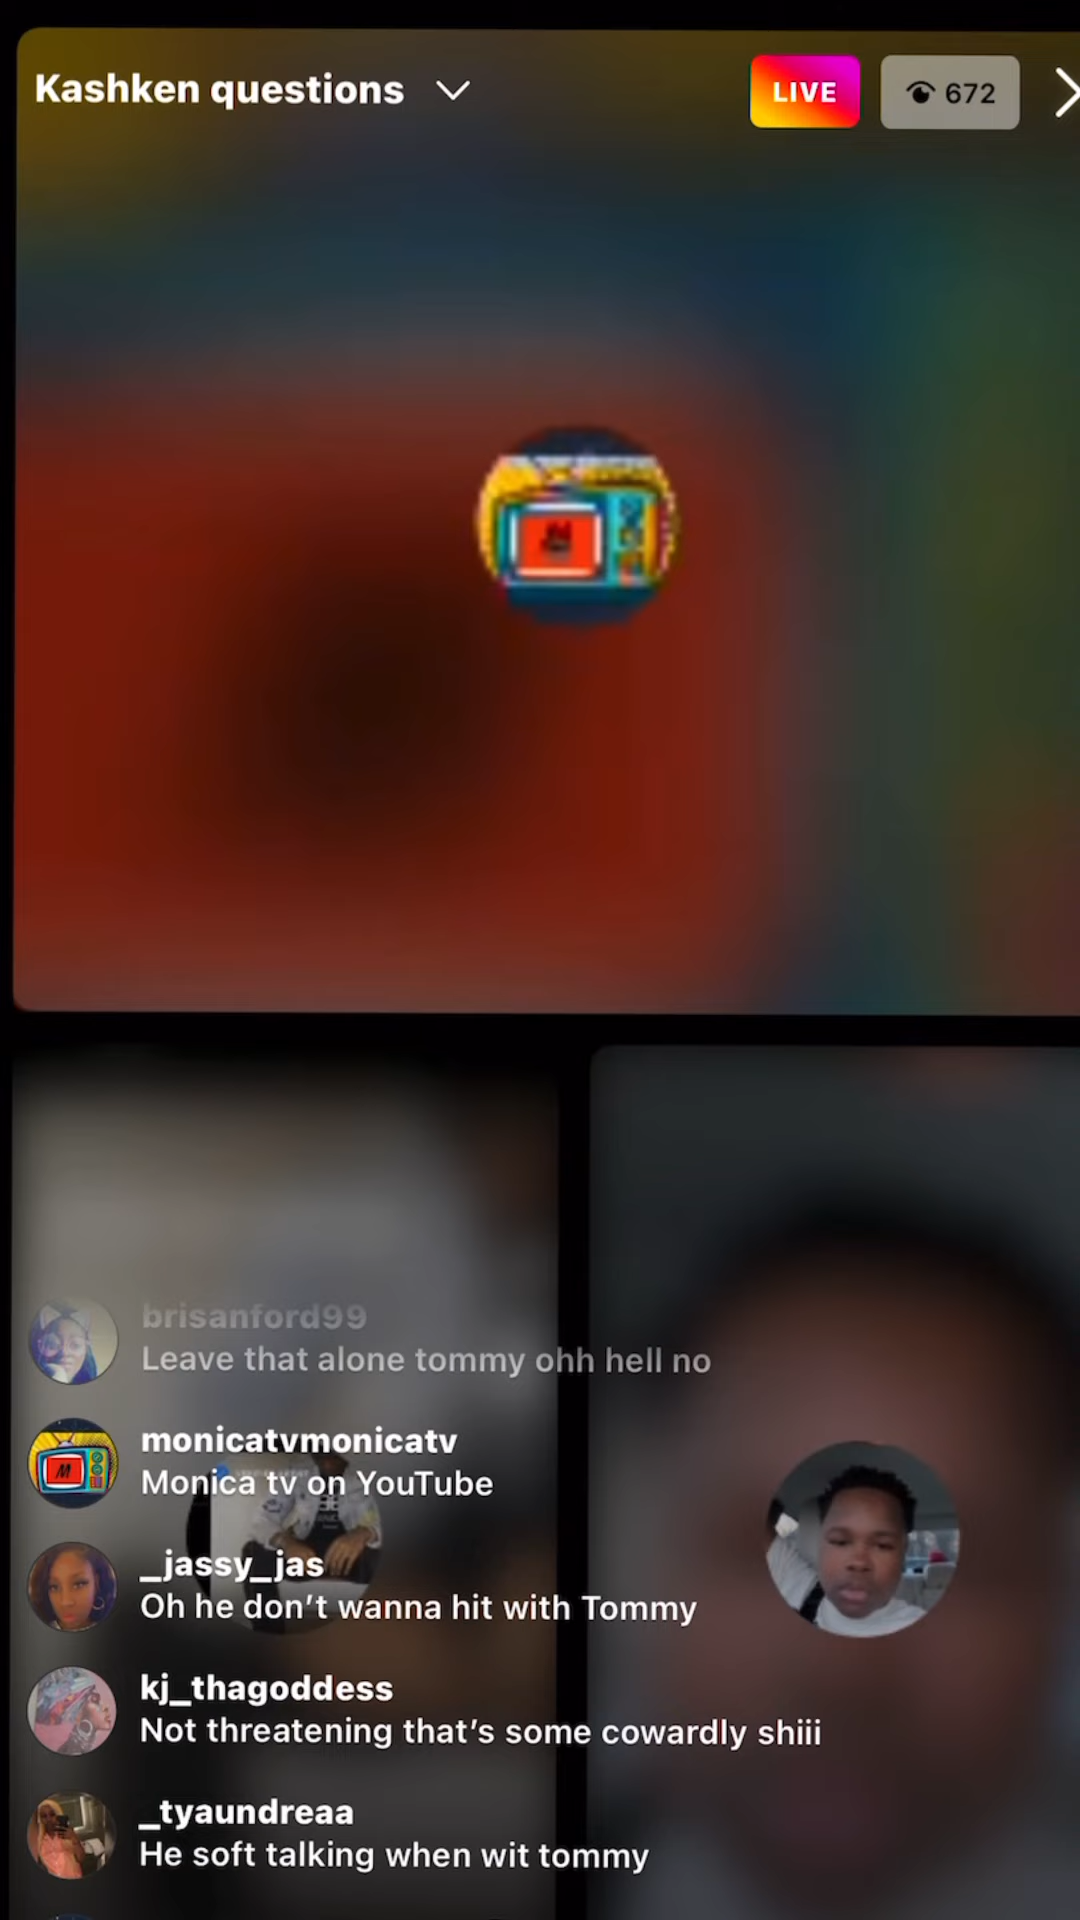 Kashken questions
LIVE
672
brisanford99
Leave that alone tommy ohh hell no
monicatvmonicatv
Monica tv on YouTube
_jassy_jas
Oh he don't wanna hit with Tommy
kj_thagoddess
Not threatening that's some cowardly shiii
_tyaundreaa
He soft talking when wit tommy
M